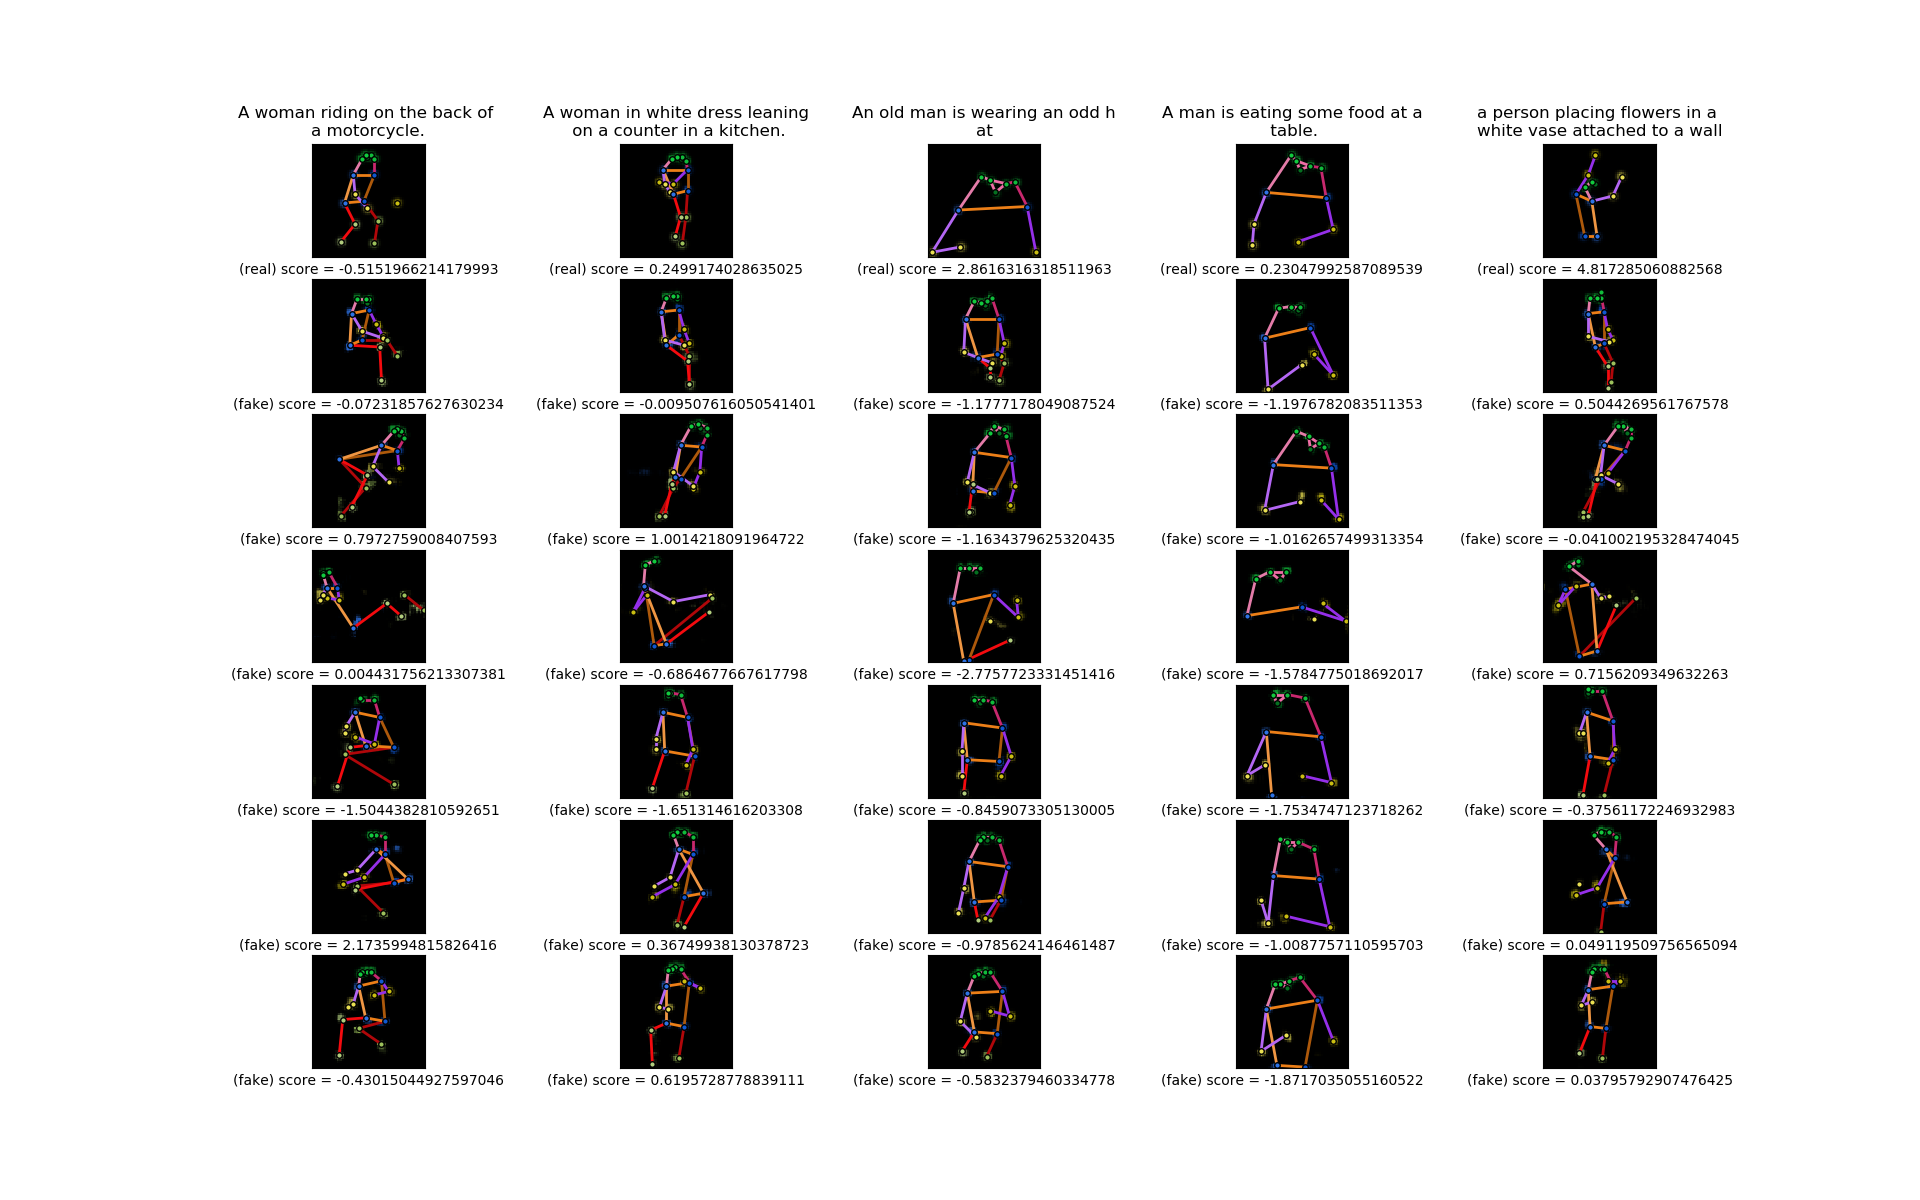 A woman riding on the back of
a motorcycle.
A woman in white dress leaning
on a counter in a kitchen.
An old man is wearing an odd h
at
A man is eating some food at a
table.
a person placing flowers in a
white vase attached to a wall
(real) score = -0.5151966214179993
(real) score = 0.2499174028635025
(real) score = 2.8616316318511963
(real) score = 0.23047992587089539
(real) score = 4.817285060882568
(fake) score = -0.07231857627630234
(fake) score = -0.009507616050541401
(fake) score = -1.1777178049087524
(fake) score = -1.1976782083511353
(fake) score = 0.5044269561767578
(fake) score = 0.7972759008407593
(fake) score = 1.0014218091964722
(fake) score = -1.1634379625320435
(fake) score = -1.0162657499313354
(fake) score = -0.041002195328474045
(fake) score = 0.004431756213307381
(fake) score = -0.6864677667617798
(fake) score = -2.7757723331451416
(fake) score = -1.5784775018692017
(fake) score = 0.7156209349632263
(fake) score = -1.5044382810592651
(fake) score = -1.651314616203308
(fake) score = -0.8459073305130005
(fake) score = -1.7534747123718262
(fake) score = -0.37561172246932983
(fake) score = 2.1735994815826416
(fake) score = 0.36749938130378723
(fake) score = -0.9785624146461487
(fake) score = -1.0087757110595703
(fake) score = 0.049119509756565094
(fake) score = -0.43015044927597046
(fake) score = 0.6195728778839111
(fake) score = -0.5832379460334778
(fake) score = -1.8717035055160522
(fake) score = 0.03795792907476425